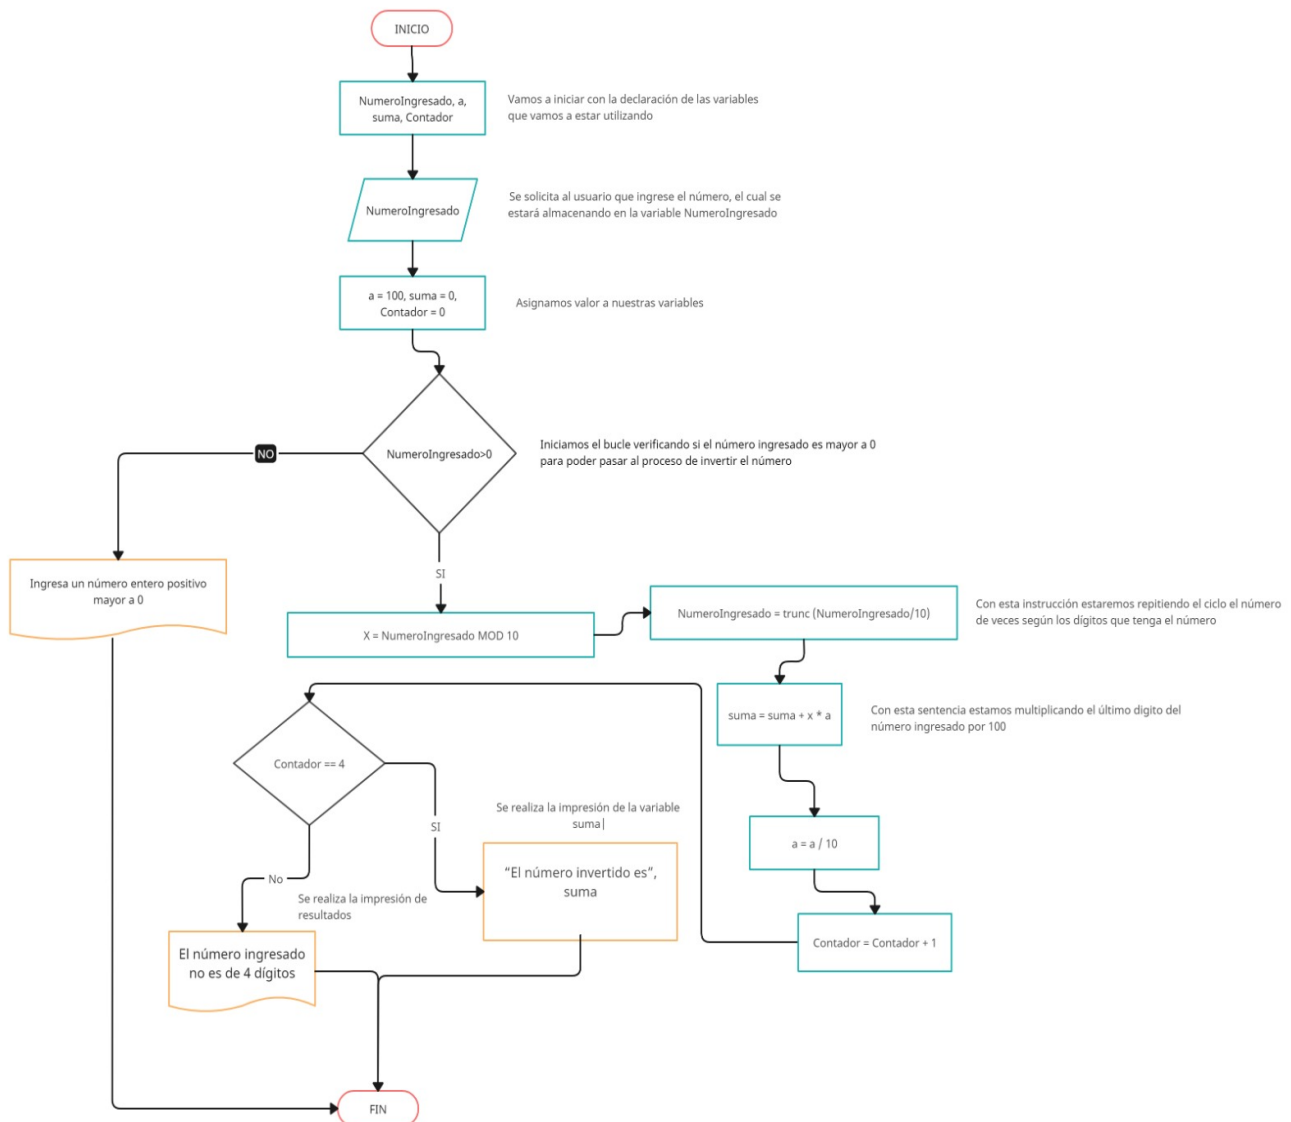 INICIO
NumeroIngresado, a,
suma, Contador
Vamos a iniciar con la declaración de las variables
que vamos a estar utilizando
NumeroIngresado
Se solicita al usuario que ingrese el número, el cual se
estará almacenando en la variable NumeroIngresado
a = 100, suma = 0,
Contador = 0
Asignamos valor a nuestras variables
NumeroIngresado>0
Iniciamos el bucle verificando si el número ingresado es mayor a 0
para poder pasar al proceso de invertir el número
NO
Ingresa un número entero positivo
mayor a 0
SI
X = NumeroIngresado MOD 10
NumeroIngresado = trunc (NumeroIngresado/10)
Con esta instrucción estaremos repitiendo el ciclo el número
de veces según los dígitos que tenga el número
suma = suma + x * a
Con esta sentencia estamos multiplicando el último digito del
número ingresado por 100
a = a / 10
Contador = Contador + 1
Contador == 4
SI
Se realiza la impresión de la variable
suma
“El número invertido es”,
suma
No
Se realiza la impresión de
resultados
El número ingresado
no es de 4 dígitos
FIN